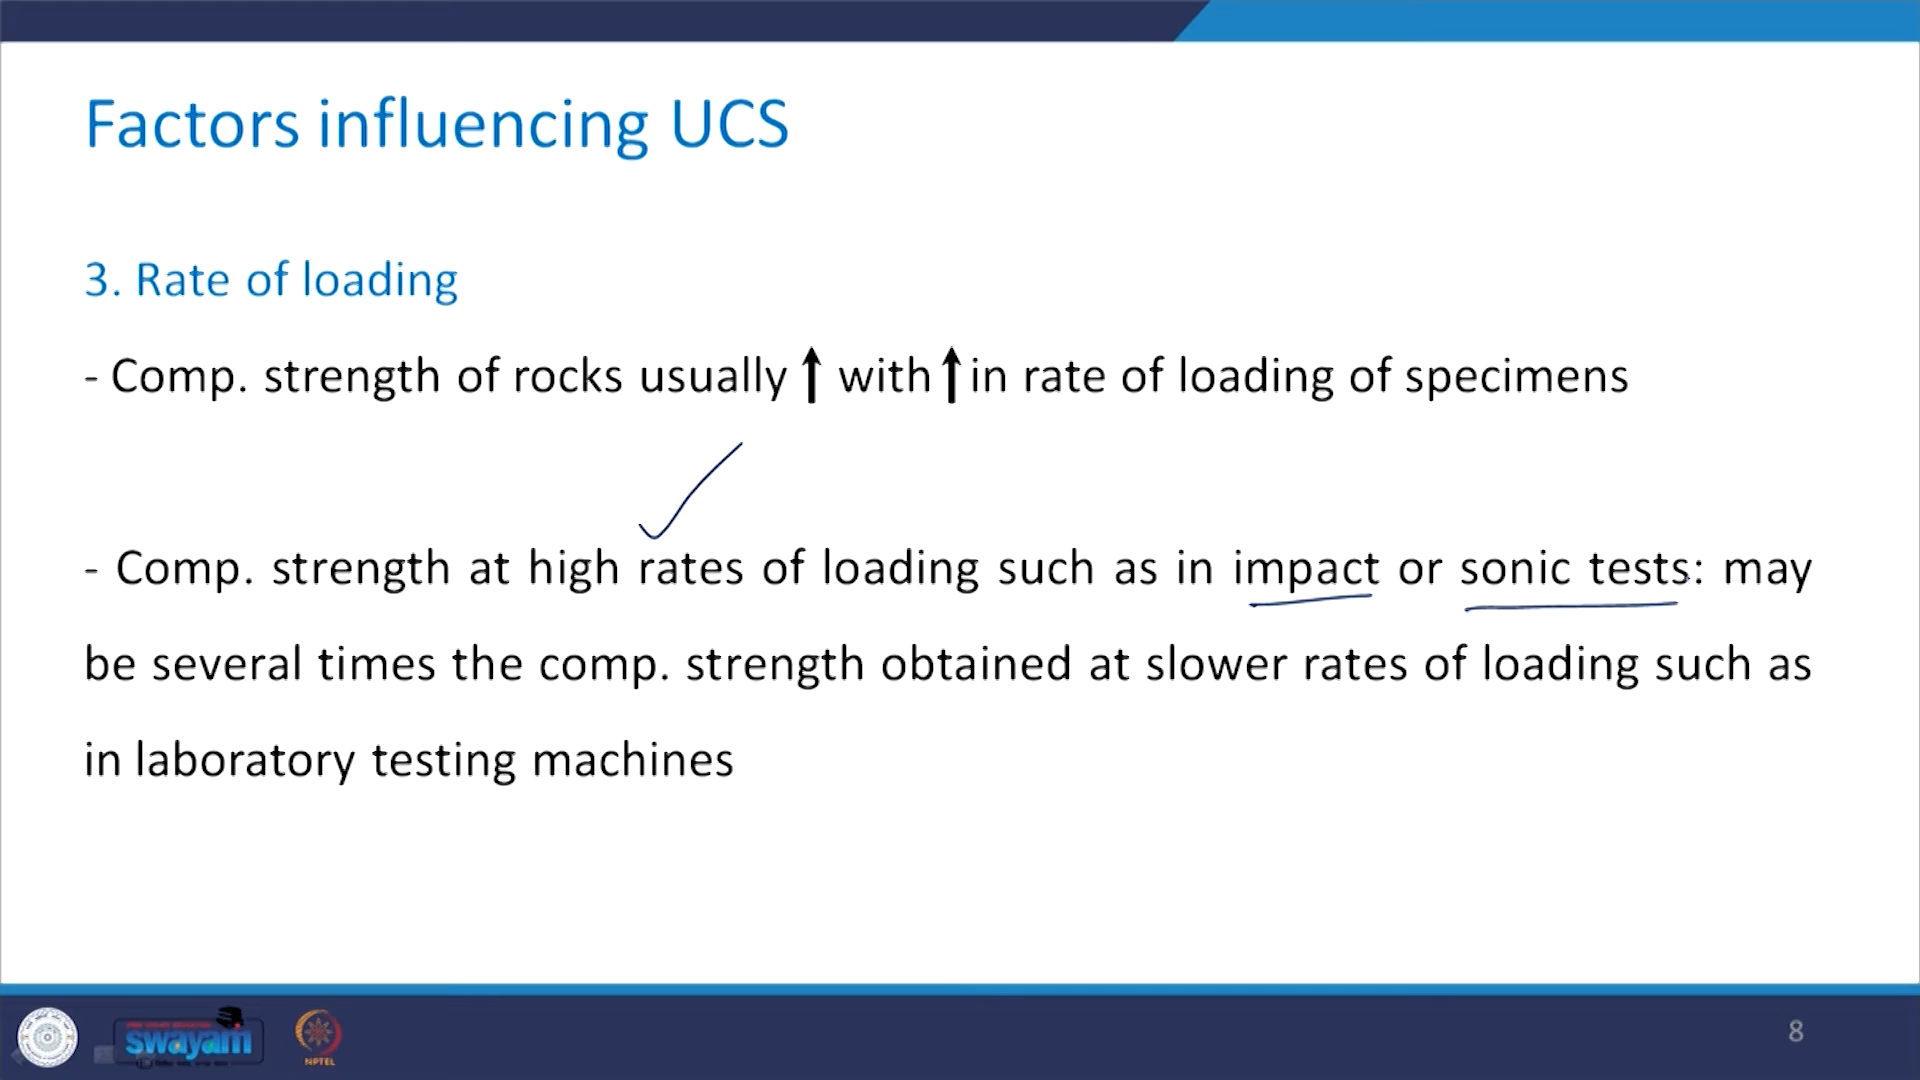 Factors influencing UCS
3. Rate of loading
- Comp. strength of rocks usually ↑ with ↑ in rate of loading of specimens
- Comp. strength at high rates of loading such as in impact or sonic tests: may
be several times the comp. strength obtained at slower rates of loading such as
in laboratory testing machines
swayam
NPTEL
8